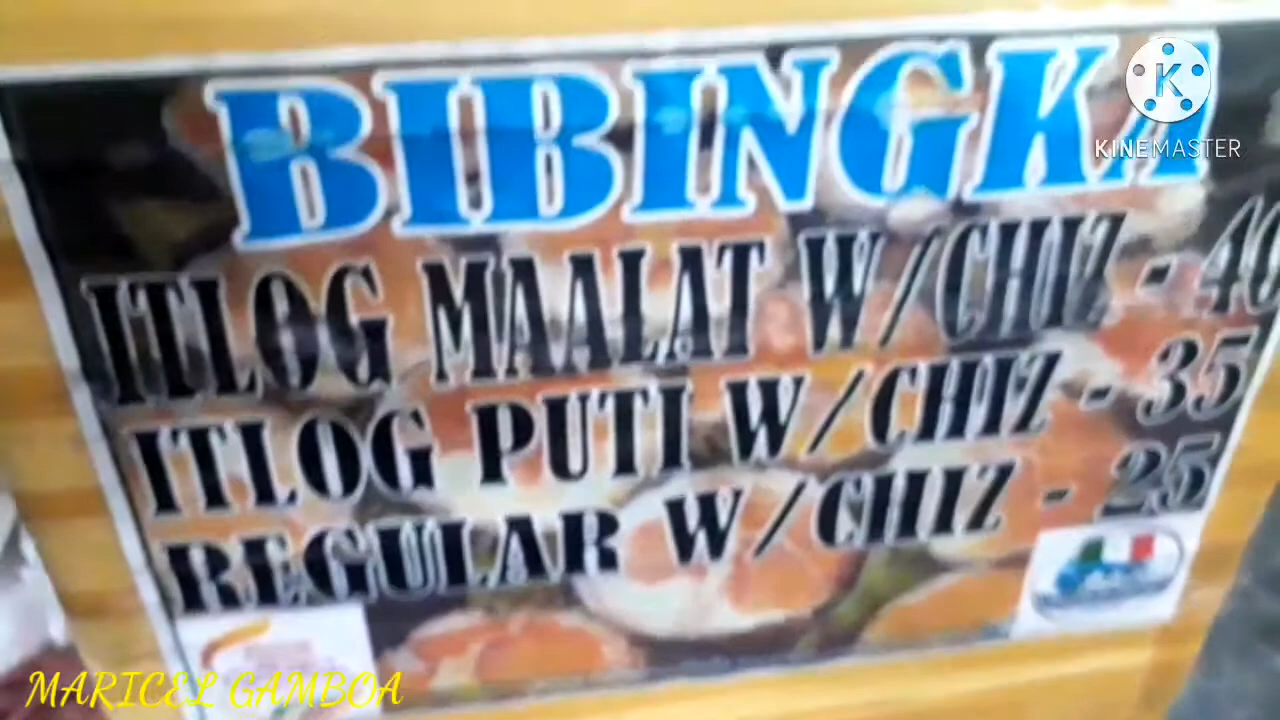 BIBINGKA
K
KINEMASTER
ITLOG MAALAT W/CHIZ - 40
ITLOG PUTI W/CHIZ - 35
REGULAR W/CHIZ - 25
MARICEL GAMBOA